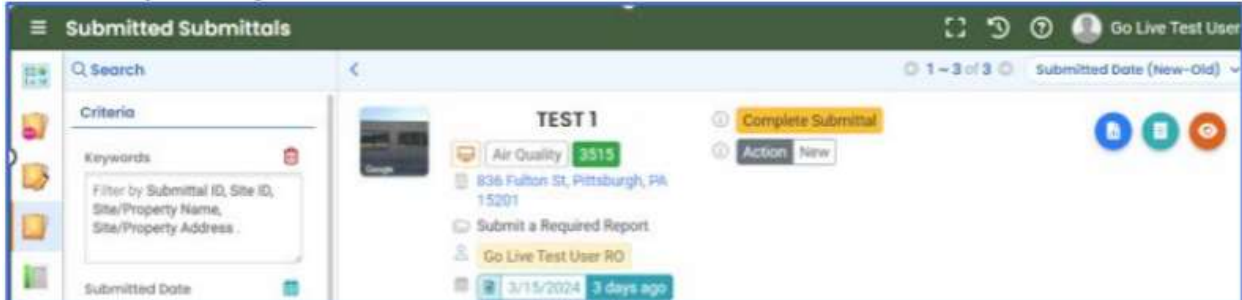 Submitted Submittals
Go Live Test User
Search
1 ~ 3 of 3
Submitted Date (New-Old)
Criteria
Keywords
Filter by Submittal ID, Site ID,
Site/Property Name,
Site/Property Address .
Submitted Date
Google
TEST 1
Air Quality 3515
836 Fulton St, Pittsburgh, PA
15201
Submit a Required Report
Go Live Test User RO
3/15/2024 3 days ago
Complete Submittal
Action New